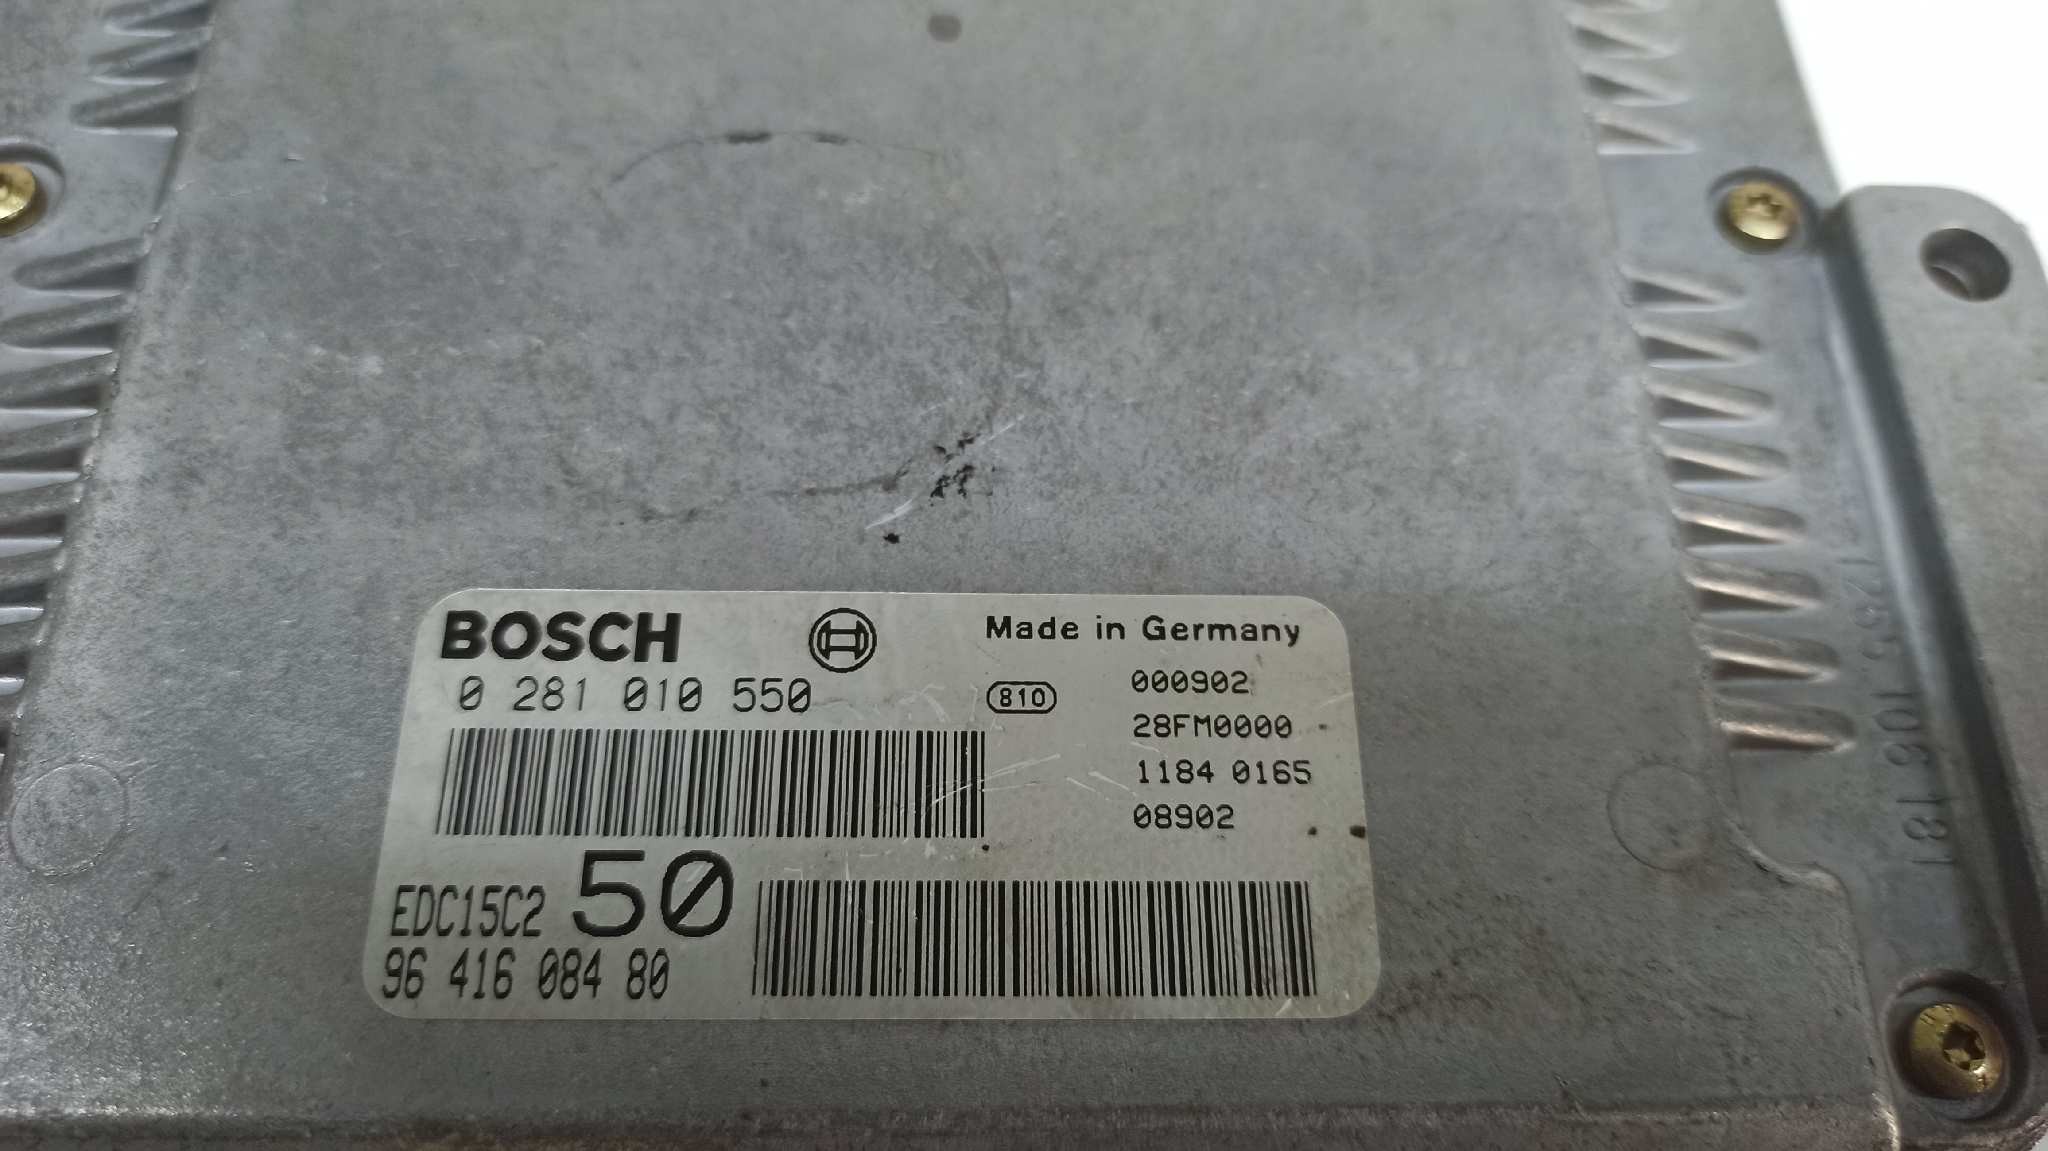 BOSCH
Made in Germany
0 281 010 550
810
000902
28FM0000
1184 0165
08902
EDC15C2 50
96 416 084 80